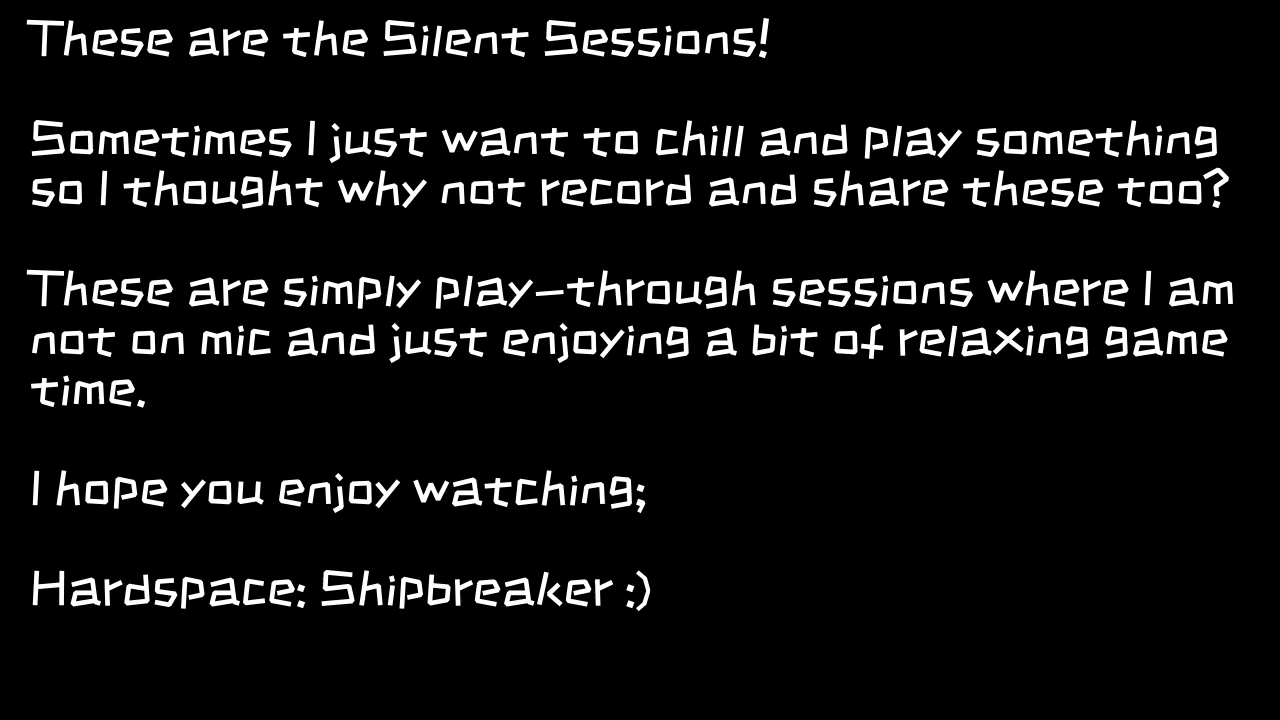 These are the Silent Sessions!
Sometimes I just want to chill and play something
so I thought why not record and share these too?
These are simply play-through sessions where I am
not on mic and just enjoying a bit of relaxing game
time.
I hope you enjoy watching;
Hardspace: Shipbreaker :)